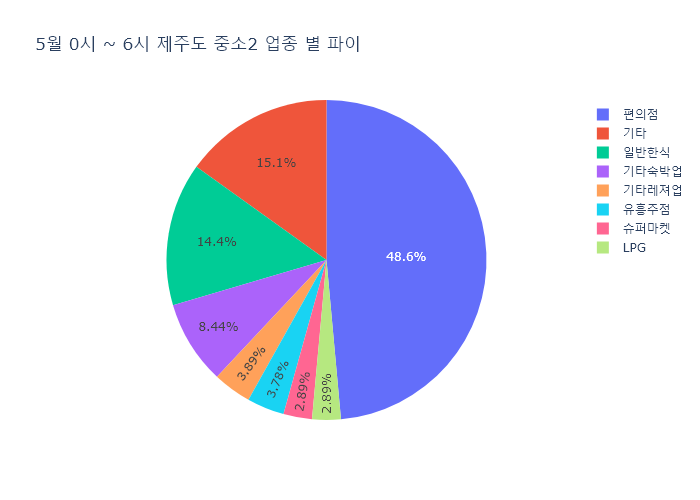 5월 0시 ~ 6시 제주도 중소2 업종 별 파이
편의점
기타
일반한식
기타숙박업
기타레져업
유흥주점
슈퍼마켓
LPG
15.1%
48.6%
14.4%
8.44%
3.89%
3.78%
2.89%
2.89%